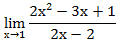 lim x→1 (2x² − 3x + 1)/(2x − 2)